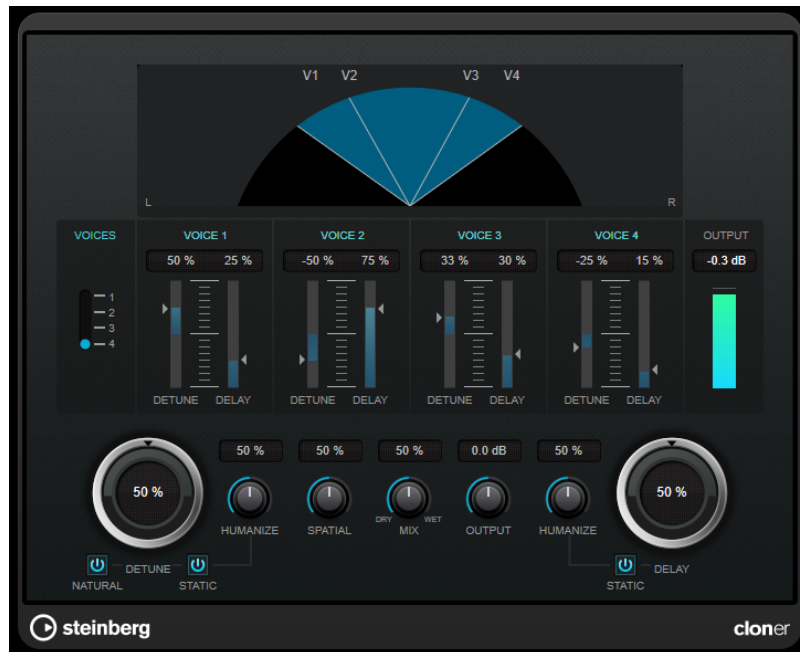 V1 V2 V3 V4
L R
VOICES VOICE 1 VOICE 2 VOICE 3 VOICE 4 OUTPUT
50 % 25 % -50 % 75 % 33 % 30 % -25 % 15 % -0.3 dB
1
2
3
4
DETUNE DELAY DETUNE DELAY DETUNE DELAY DETUNE DELAY
50 % 50 % 50 % 0.0 dB 50 %
50 % 50 %
DRY WET
HUMANIZE SPATIAL MIX OUTPUT HUMANIZE
DETUNE DELAY
NATURAL STATIC STATIC
steinberg cloner